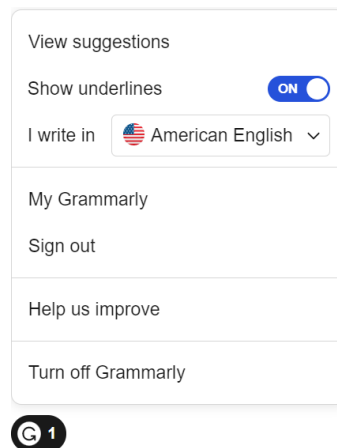 View suggestions
Show underlines ON
I write in American English
My Grammarly
Sign out
Help us improve
Turn off Grammarly
G 1